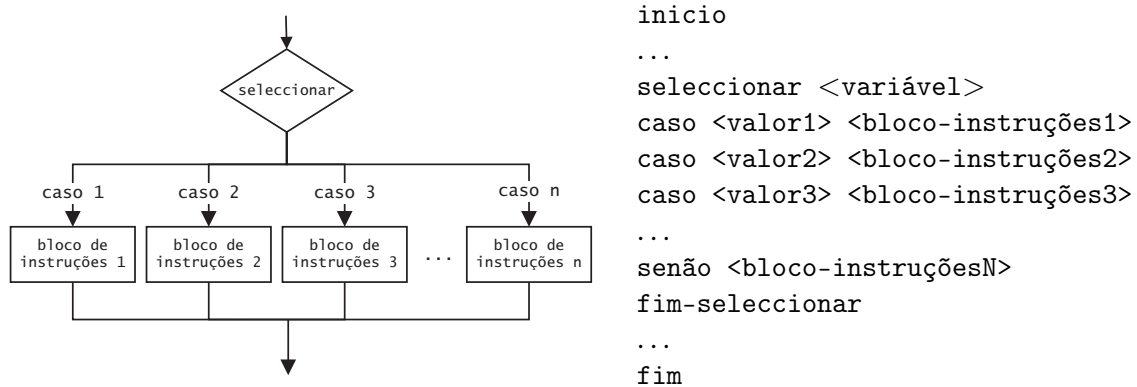 seleccionar
caso 1 caso 2 caso 3 caso n
bloco de instruções 1
bloco de instruções 2
bloco de instruções 3
...
bloco de instruções n
inicio
...
seleccionar <variável>
caso <valor1> <bloco-instruções1>
caso <valor2> <bloco-instruções2>
caso <valor3> <bloco-instruções3>
...
senão <bloco-instruçõesN>
fim-seleccionar
...
fim